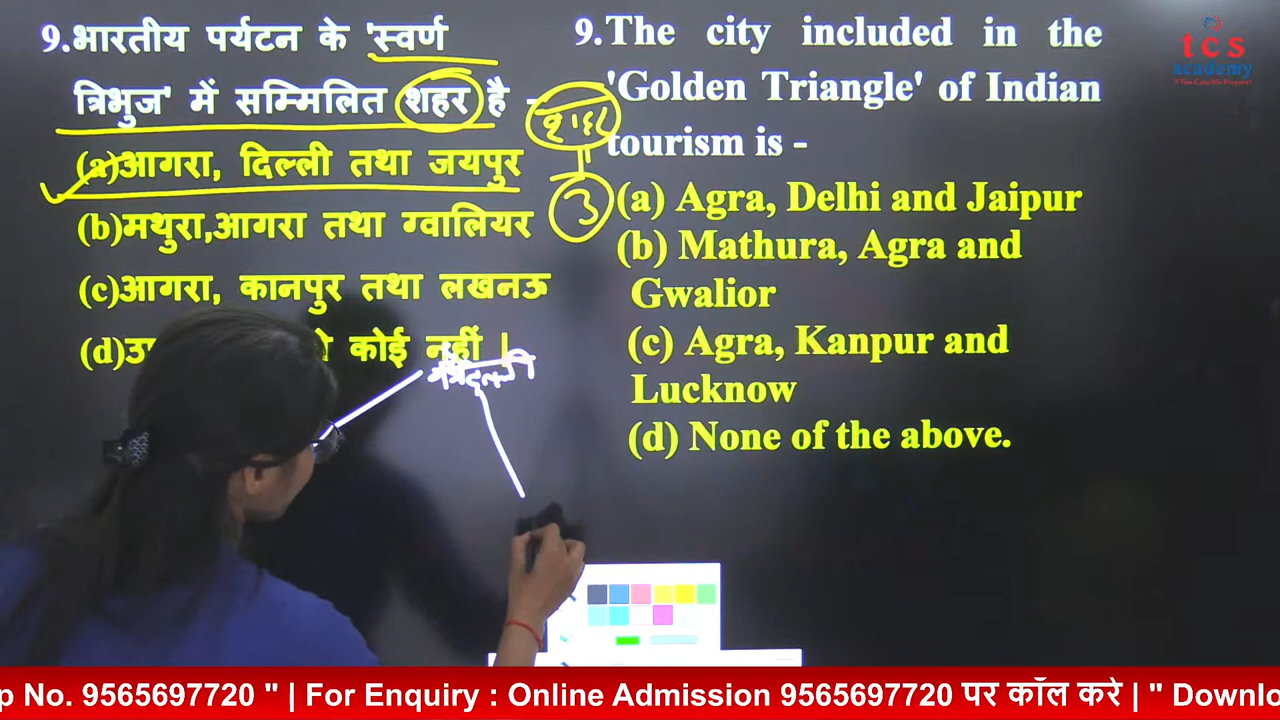 9.भारतीय पर्यटन के 'स्वर्ण
त्रिभुज' में सम्मिलित शहर है -
(a)आगरा, दिल्ली तथा जयपुर
(b)मथुरा,आगरा तथा ग्वालियर
(c)आगरा, कानपुर तथा लखनऊ
(d) कोई नहीं |
3
9.The city included in the
'Golden Triangle' of Indian
tourism is -
(a) Agra, Delhi and Jaipur
(b) Mathura, Agra and
Gwalior
(c) Agra, Kanpur and
Lucknow
(d) None of the above.
tcs
academy
p No. 9565697720 " | For Enquiry : Online Admission 9565697720 पर कॉल करे | " Downlo